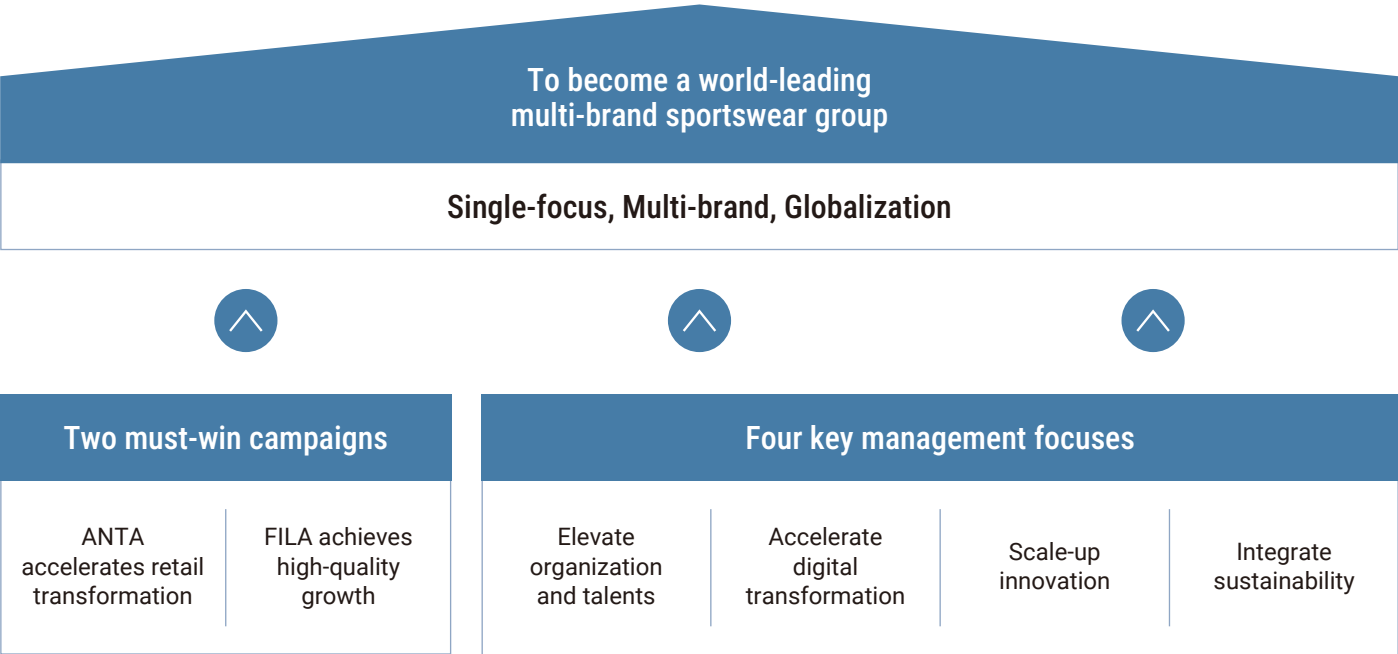 To become a world-leading
multi-brand sportswear group
Single-focus, Multi-brand, Globalization
Two must-win campaigns
ANTA
accelerates retail
transformation
FILA achieves
high-quality
growth
Four key management focuses
Elevate
organization
and talents
Accelerate
digital
transformation
Scale-up
innovation
Integrate
sustainability